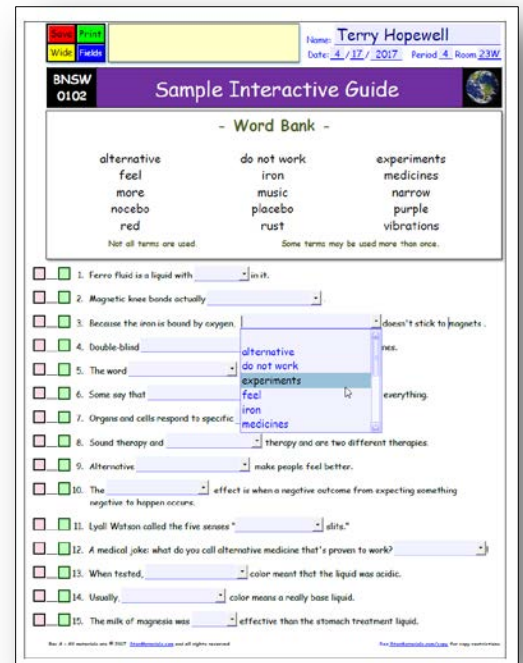 Save Print
Wide Fields
Name: Terry Hopewell
Date: 4 / 17 / 2017 Period 4 Room 23W
BNSW
0102
Sample Interactive Guide
- Word Bank -
alternative do not work experiments
feel iron medicines
more music narrow
nocebo placebo purple
red rust vibrations
Not all terms are used. Some terms may be used more than once.
1. Ferro fluid is a liquid with in it.
2. Magnetic knee bands actually .
3. Because the iron is bound by oxygen, doesn't stick to magnets .
4. Double-blind nes.
alternative
do not work
experiments
feel
iron
medicines
5. The word
6. Some say that everything.
7. Organs and cells respond to specific
8. Sound therapy and therapy and are two different therapies.
9. Alternative make people feel better.
10. The effect is when a negative outcome from expecting something
negative to happen occurs.
11. Lyall Watson called the five senses " slits."
12. A medical joke: what do you call alternative medicine that's proven to work? !
13. When tested, color meant that the liquid was acidic.
14. Usually, color means a really base liquid.
15. The milk of magnesia was effective than the stomach treatment liquid.